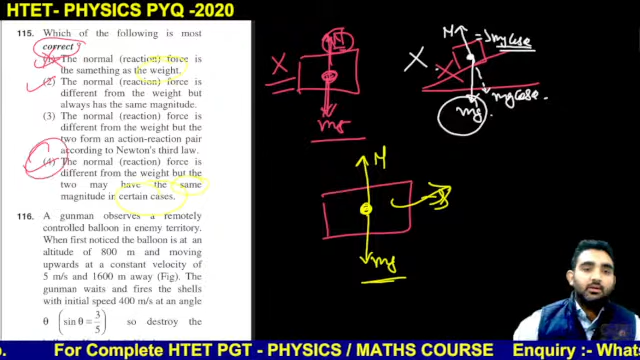 HTET- PHYSICS PYQ -2020
115. Which of the following is most
correct?
(1) The normal (reaction) force is
the samething as the weight.
(2) The normal (reaction) force is
different from the weight but
always has the same magnitude.
(3) The normal (reaction) force is
different from the weight but the
two form an action-reaction pair
according to Newton's third law.
(4) The normal (reaction) force is
different from the weight but the
two may have the same
magnitude in certain cases.
116. A gunman observes a remotely
controlled balloon in enemy territory.
When first noticed the balloon is at an
altitude of 800 m and moving
upwards at a constant velocity of
5 m/s and 1600 m away (Fig). The
gunman waits and fires the shells
with initial speed 400 m/s at an angle
θ (sin θ = 3/5) so destroy the
N
mg
X
N
mg
X
N
mg
For Complete HTET PGT - PHYSICS / MATHS COURSE Enquiry :- What